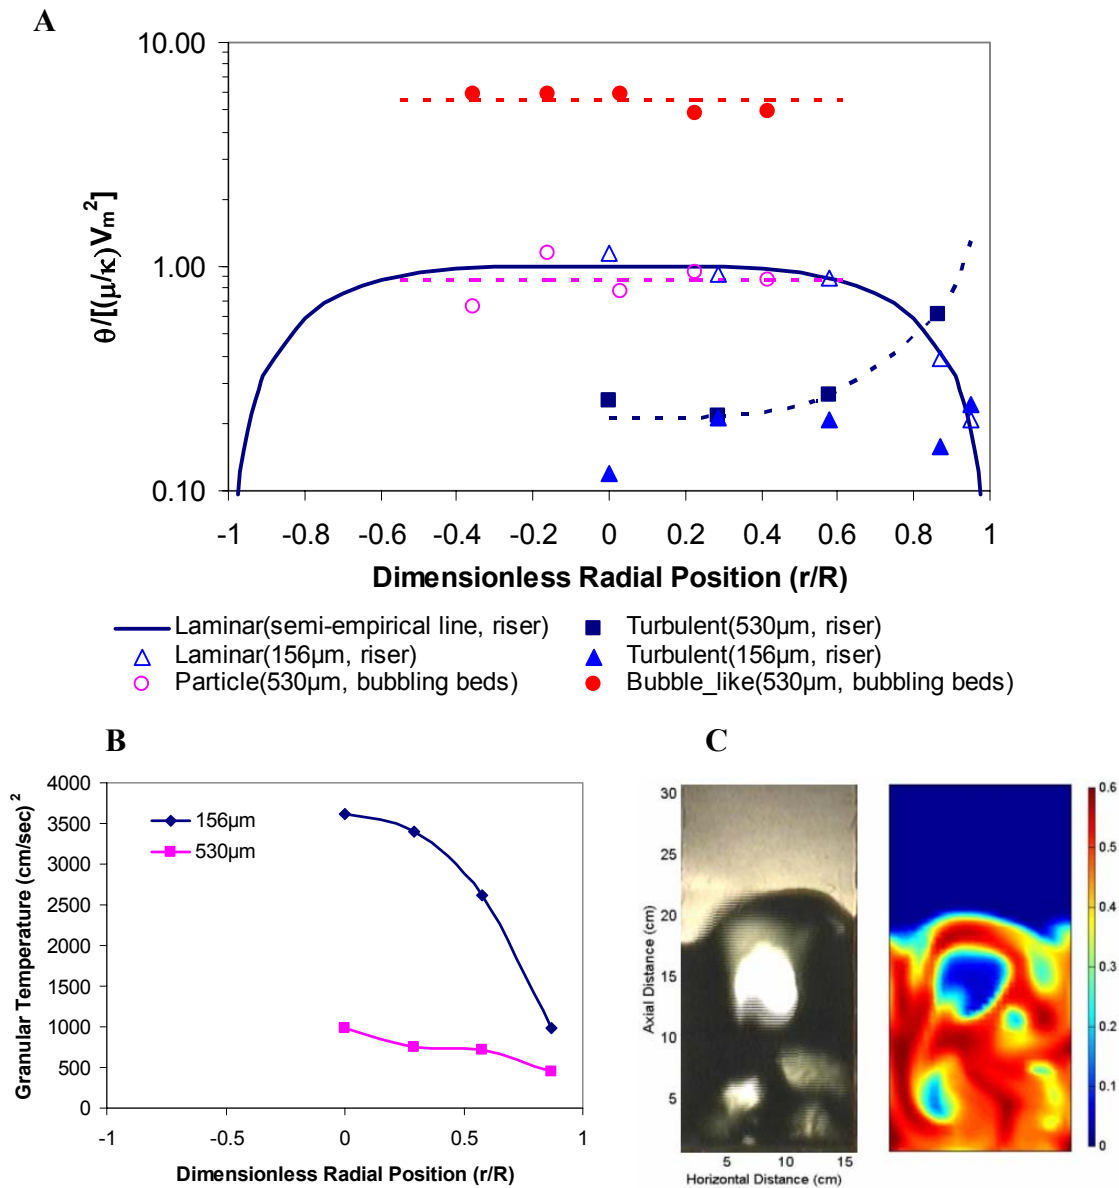 A
10.00
1.00
0.10
θ/[(μ/κ)Vm²]
-1 -0.8 -0.6 -0.4 -0.2 0 0.2 0.4 0.6 0.8 1
Dimensionless Radial Position (r/R)
Laminar(semi-empirical line, riser)
Turbulent(530μm, riser)
Laminar(156μm, riser)
Turbulent(156μm, riser)
Particle(530μm, bubbling beds)
Bubble_like(530μm, bubbling beds)
B
4000
3500
3000
2500
2000
1500
1000
500
0
Granular Temperature (cm/sec)²
156μm
530μm
-1 -0.5 0 0.5 1
Dimensionless Radial Position (r/R)
C
30
25
20
15
10
5
Axial Distance (cm)
5 10 15
Horizontal Distance (cm)
0.6
0.5
0.4
0.3
0.2
0.1
0